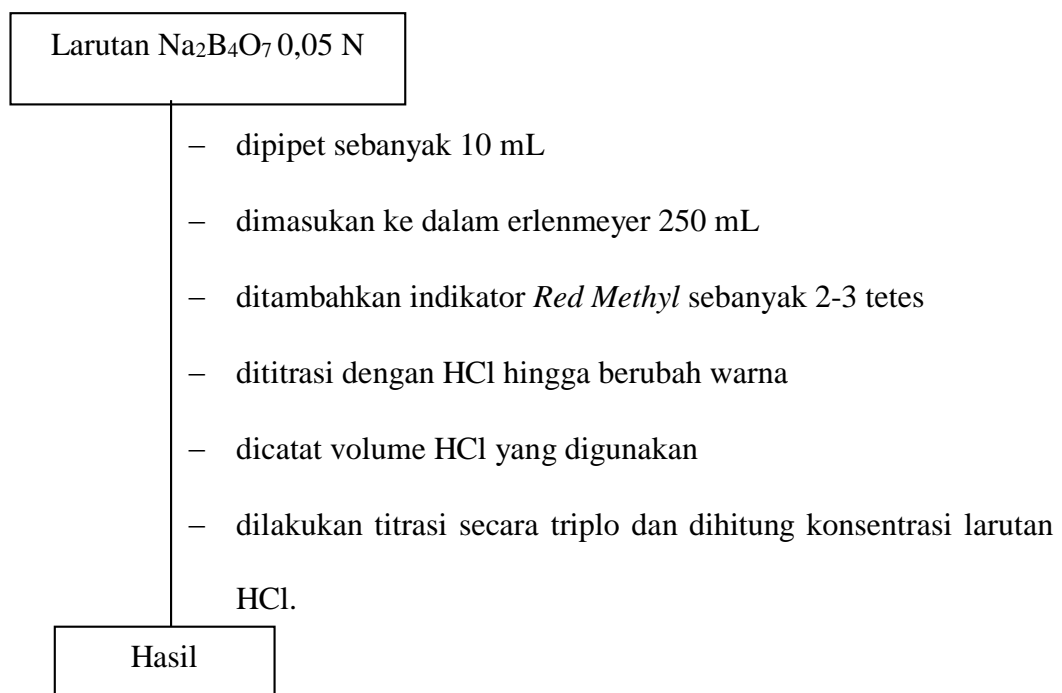 Larutan Na₂B₄O₇ 0,05 N
– dipipet sebanyak 10 mL
– dimasukan ke dalam erlenmeyer 250 mL
– ditambahkan indikator Red Methyl sebanyak 2-3 tetes
– dititrasi dengan HCl hingga berubah warna
– dicatat volume HCl yang digunakan
– dilakukan titrasi secara triplo dan dihitung konsentrasi larutan
HCl.
Hasil